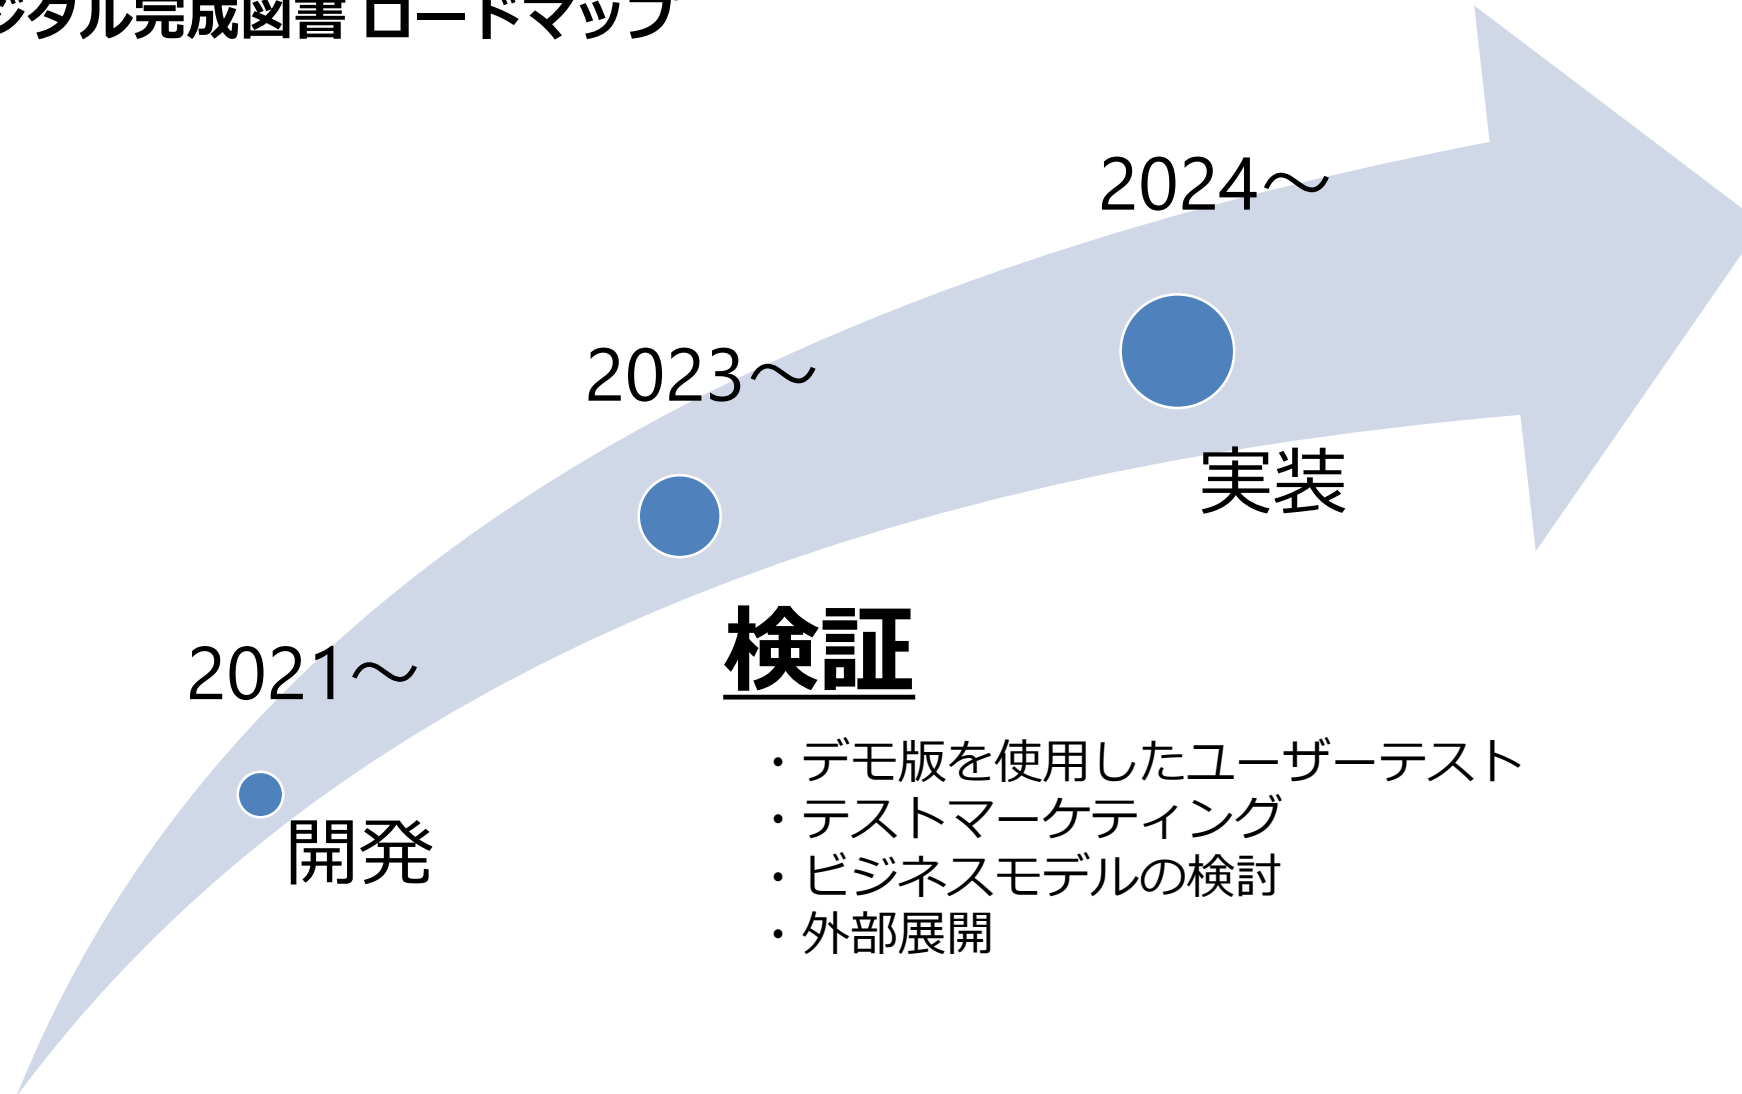 ジタル完成図書 ロードマップ
2024～
2023～
実装
検証
2021～
・デモ版を使用したユーザーテスト
・テストマーケティング
開発
・ビジネスモデルの検討
・外部展開